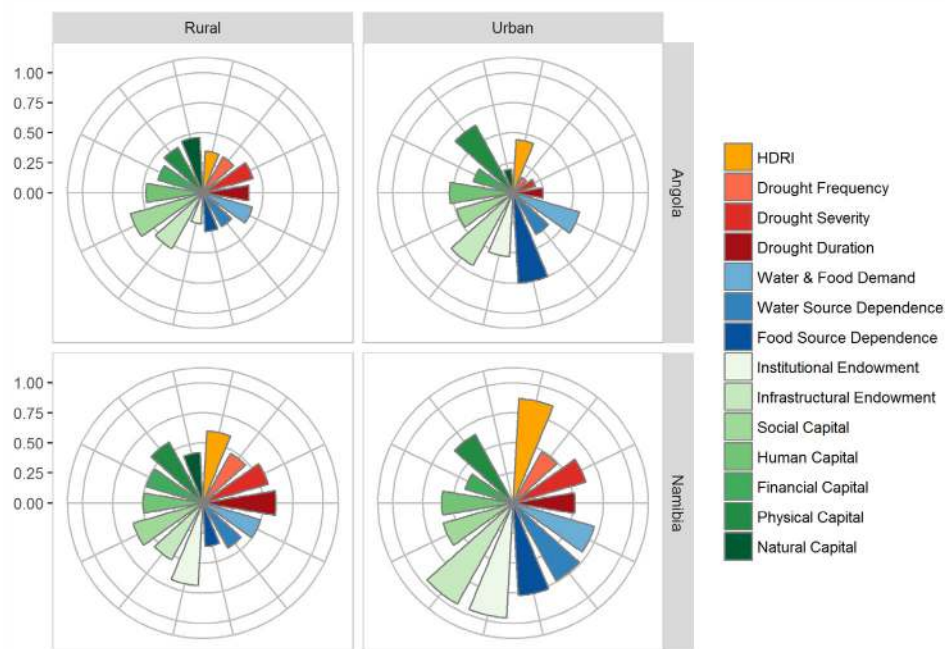 Rural
Urban
1.00
0.75
0.50
0.25
0.00
Angola
1.00
0.75
0.50
0.25
0.00
Namibia
HDRI
Drought Frequency
Drought Severity
Drought Duration
Water & Food Demand
Water Source Dependence
Food Source Dependence
Institutional Endowment
Infrastructural Endowment
Social Capital
Human Capital
Financial Capital
Physical Capital
Natural Capital